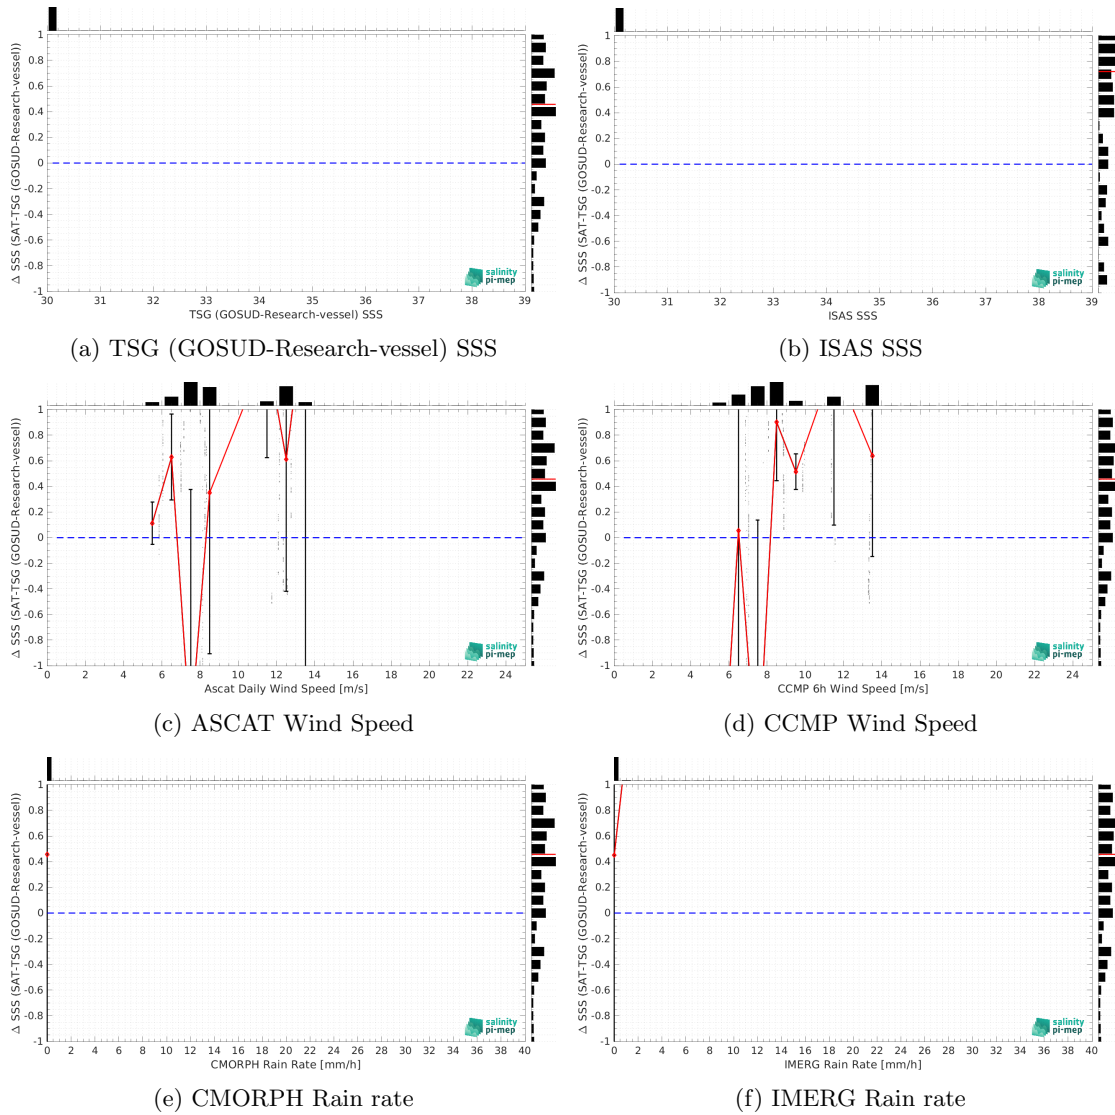 Δ SSS (SAT-TSG (GOSUD-Research-vessel))
1
0.8
0.6
0.4
0.2
0
-0.2
-0.4
-0.6
-0.8
-1
30 31 32 33 34 35 36 37 38 39
TSG (GOSUD-Research-vessel) SSS
salinity
pi-mep
(a) TSG (GOSUD-Research-vessel) SSS
Δ SSS (SAT-TSG (GOSUD-Research-vessel))
1
0.8
0.6
0.4
0.2
0
-0.2
-0.4
-0.6
-0.8
-1
30 31 32 33 34 35 36 37 38 39
ISAS SSS
salinity
pi-mep
(b) ISAS SSS
Δ SSS (SAT-TSG (GOSUD-Research-vessel))
1
0.8
0.6
0.4
0.2
0
-0.2
-0.4
-0.6
-0.8
-1
0 2 4 6 8 10 12 14 16 18 20 22 24
Ascat Daily Wind Speed [m/s]
salinity
pi-mep
(c) ASCAT Wind Speed
Δ SSS (SAT-TSG (GOSUD-Research-vessel))
1
0.8
0.6
0.4
0.2
0
-0.2
-0.4
-0.6
-0.8
-1
0 2 4 6 8 10 12 14 16 18 20 22 24
CCMP 6h Wind Speed [m/s]
salinity
pi-mep
(d) CCMP Wind Speed
Δ SSS (SAT-TSG (GOSUD-Research-vessel))
1
0.8
0.6
0.4
0.2
0
-0.2
-0.4
-0.6
-0.8
-1
0 2 4 6 8 10 12 14 16 18 20 22 24 26 28 30 32 34 36 38 40
CMORPH Rain Rate [mm/h]
salinity
pi-mep
(e) CMORPH Rain rate
Δ SSS (SAT-TSG (GOSUD-Research-vessel))
1
0.8
0.6
0.4
0.2
0
-0.2
-0.4
-0.6
-0.8
-1
0 2 4 6 8 10 12 14 16 18 20 22 24 26 28 30 32 34 36 38 40
IMERG Rain Rate [mm/h]
salinity
pi-mep
(f) IMERG Rain rate